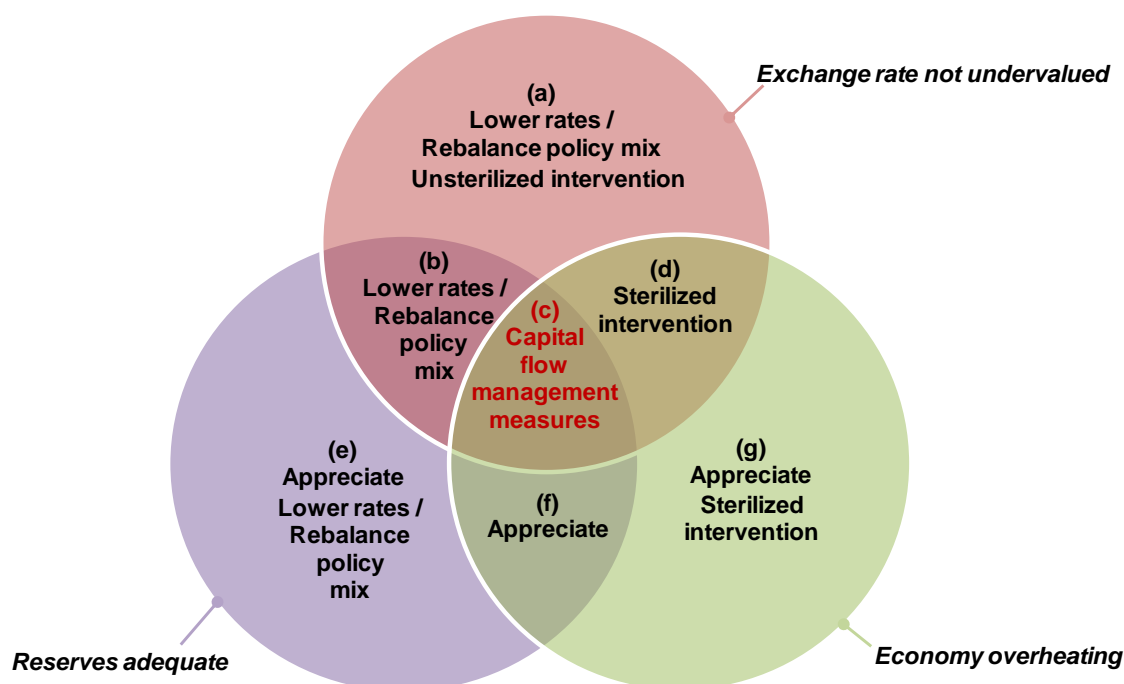 Exchange rate not undervalued
(a)
Lower rates /
Rebalance policy mix
Unsterilized intervention
(b)
Lower rates /
Rebalance
policy
mix
(c)
Capital
flow
management
measures
(d)
Sterilized
intervention
(e)
Appreciate
Lower rates /
Rebalance
policy
mix
(f)
Appreciate
(g)
Appreciate
Sterilized
intervention
Reserves adequate
Economy overheating